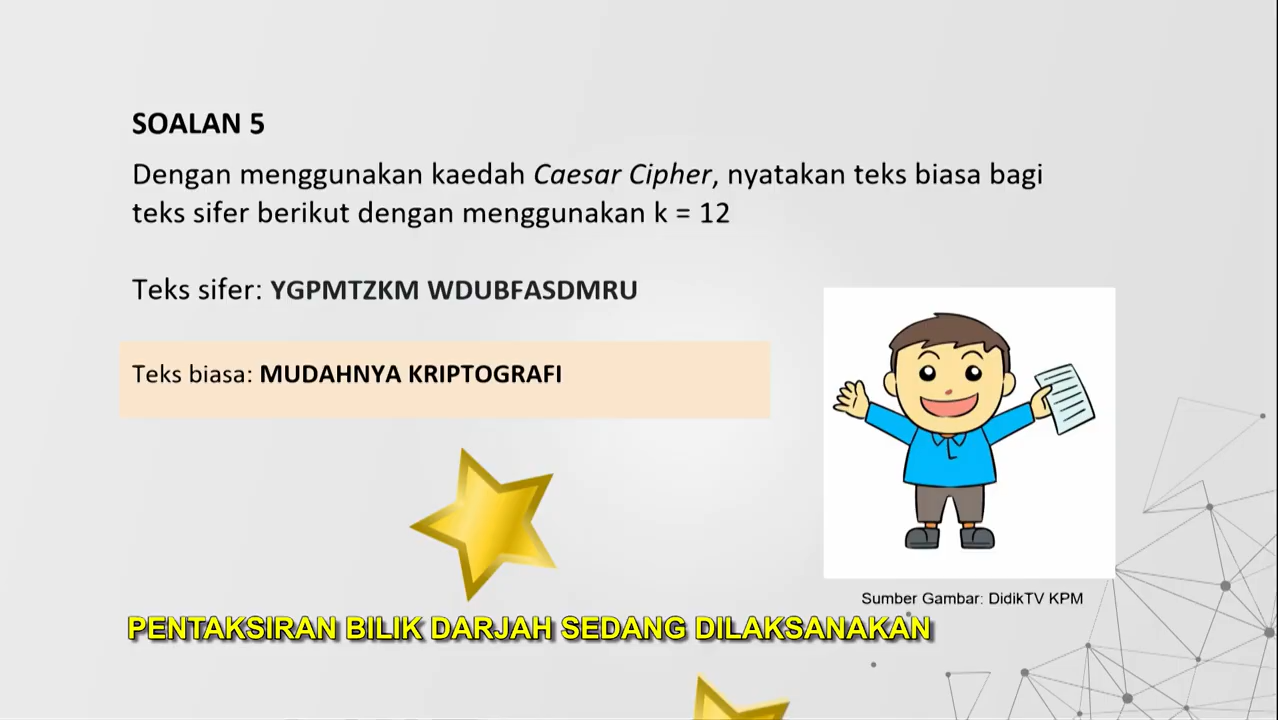 SOALAN 5
Dengan menggunakan kaedah Caesar Cipher, nyatakan teks biasa bagi
teks sifer berikut dengan menggunakan k = 12
Teks sifer: YGPMTZKM WDUBFASDMRU
Teks biasa: MUDAHNYA KRIPTOGRAFI
Sumber Gambar: DidikTV KPM
PENTAKSIRAN BILIK DARJAH SEDANG DILAKSANAKAN